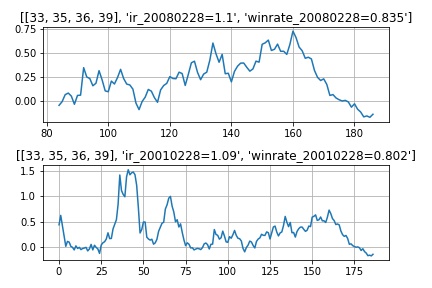 [[33, 35, 36, 39], 'ir_20080228=1.1', 'winrate_20080228=0.835']
0.75
0.50
0.25
0.00
80 100 120 140 160 180
[[33, 35, 36, 39], 'ir_20010228=1.09', 'winrate_20010228=0.802']
1.5
1.0
0.5
0.0
0 25 50 75 100 125 150 175